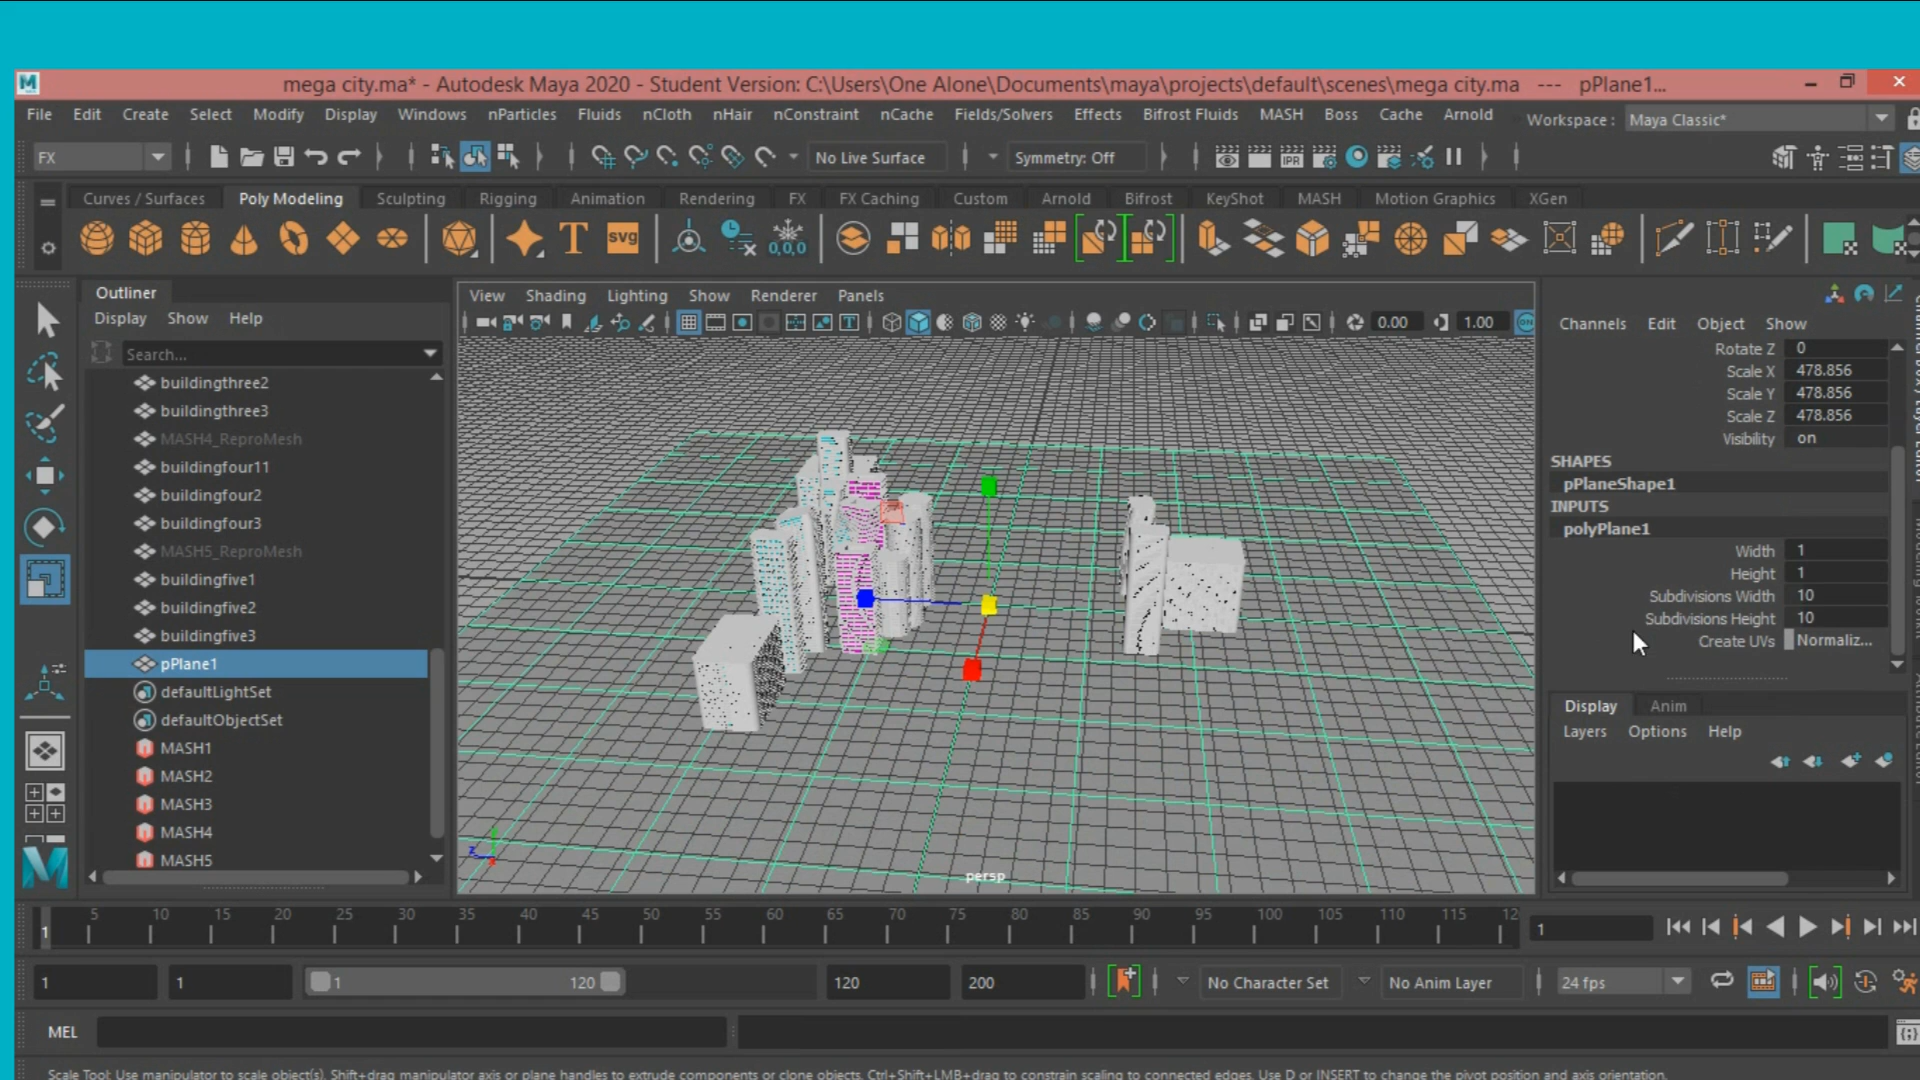 mega city.ma* - Autodesk Maya 2020 - Student Version: C:\Users\One Alone\Documents\maya\projects\default\scenes\mega city.ma --- pPlane1...
File Edit Create Select Modify Display Windows nParticles Fluids nCloth nHair nConstraint nCache Fields/Solvers Effects Bifrost Fluids MASH Boss Cache Arnold Workspace : Maya Classic*
FX No Live Surface Symmetry: Off IPR
Curves / Surfaces Poly Modeling Sculpting Rigging Animation Rendering FX FX Caching Custom Arnold Bifrost KeyShot MASH Motion Graphics XGen
T svg 0,0,0
Outliner
Display Show Help
Search...
buildingthree2
buildingthree3
MASH4_ReproMesh
buildingfour11
buildingfour2
buildingfour3
MASH5_ReproMesh
buildingfive1
buildingfive2
buildingfive3
pPlane1
defaultLightSet
defaultObjectSet
MASH1
MASH2
MASH3
MASH4
MASH5
View Shading Lighting Show Renderer Panels
0.00 1.00 ON
persp
z
Channels Edit Object Show
Rotate Z 0
Scale X 478.856
Scale Y 478.856
Scale Z 478.856
Visibility on
SHAPES
pPlaneShape1
INPUTS
polyPlane1
Width 1
Height 1
Subdivisions Width 10
Subdivisions Height 10
Create UVs Normaliz...
Display Anim
Layers Options Help
1 5 10 15 20 25 30 35 40 45 50 55 60 65 70 75 80 85 90 95 100 105 110 115 12
1
1 1 1 120 120 200 No Character Set No Anim Layer 24 fps
MEL
Scale Tool: Use manipulator to scale object(s). Shift+drag manipulator axis or plane handles to extrude components or clone objects. Ctrl+Shift+LMB+drag to constrain scaling to connected edges. Use D or INSERT to change the pivot position and axis orientation.